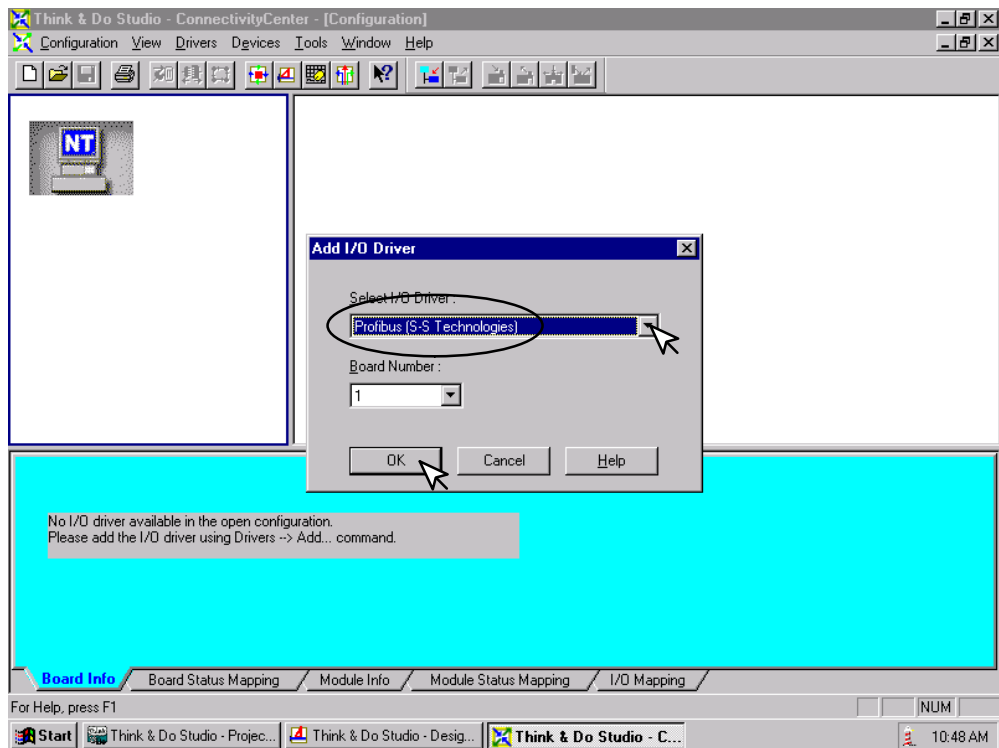 Think & Do Studio - ConnectivityCenter - [Configuration]
Configuration View Drivers Devices Tools Window Help
NT
Add I/O Driver
Select I/O Driver :
Profibus (S-S Technologies)
Board Number :
1
OK Cancel Help
No I/O driver available in the open configuration.
Please add the I/O driver using Drivers --> Add... command.
Board Info Board Status Mapping Module Info Module Status Mapping I/O Mapping
For Help, press F1 NUM
Start Think & Do Studio - Projec... Think & Do Studio - Desig... Think & Do Studio - C... 10:48 AM